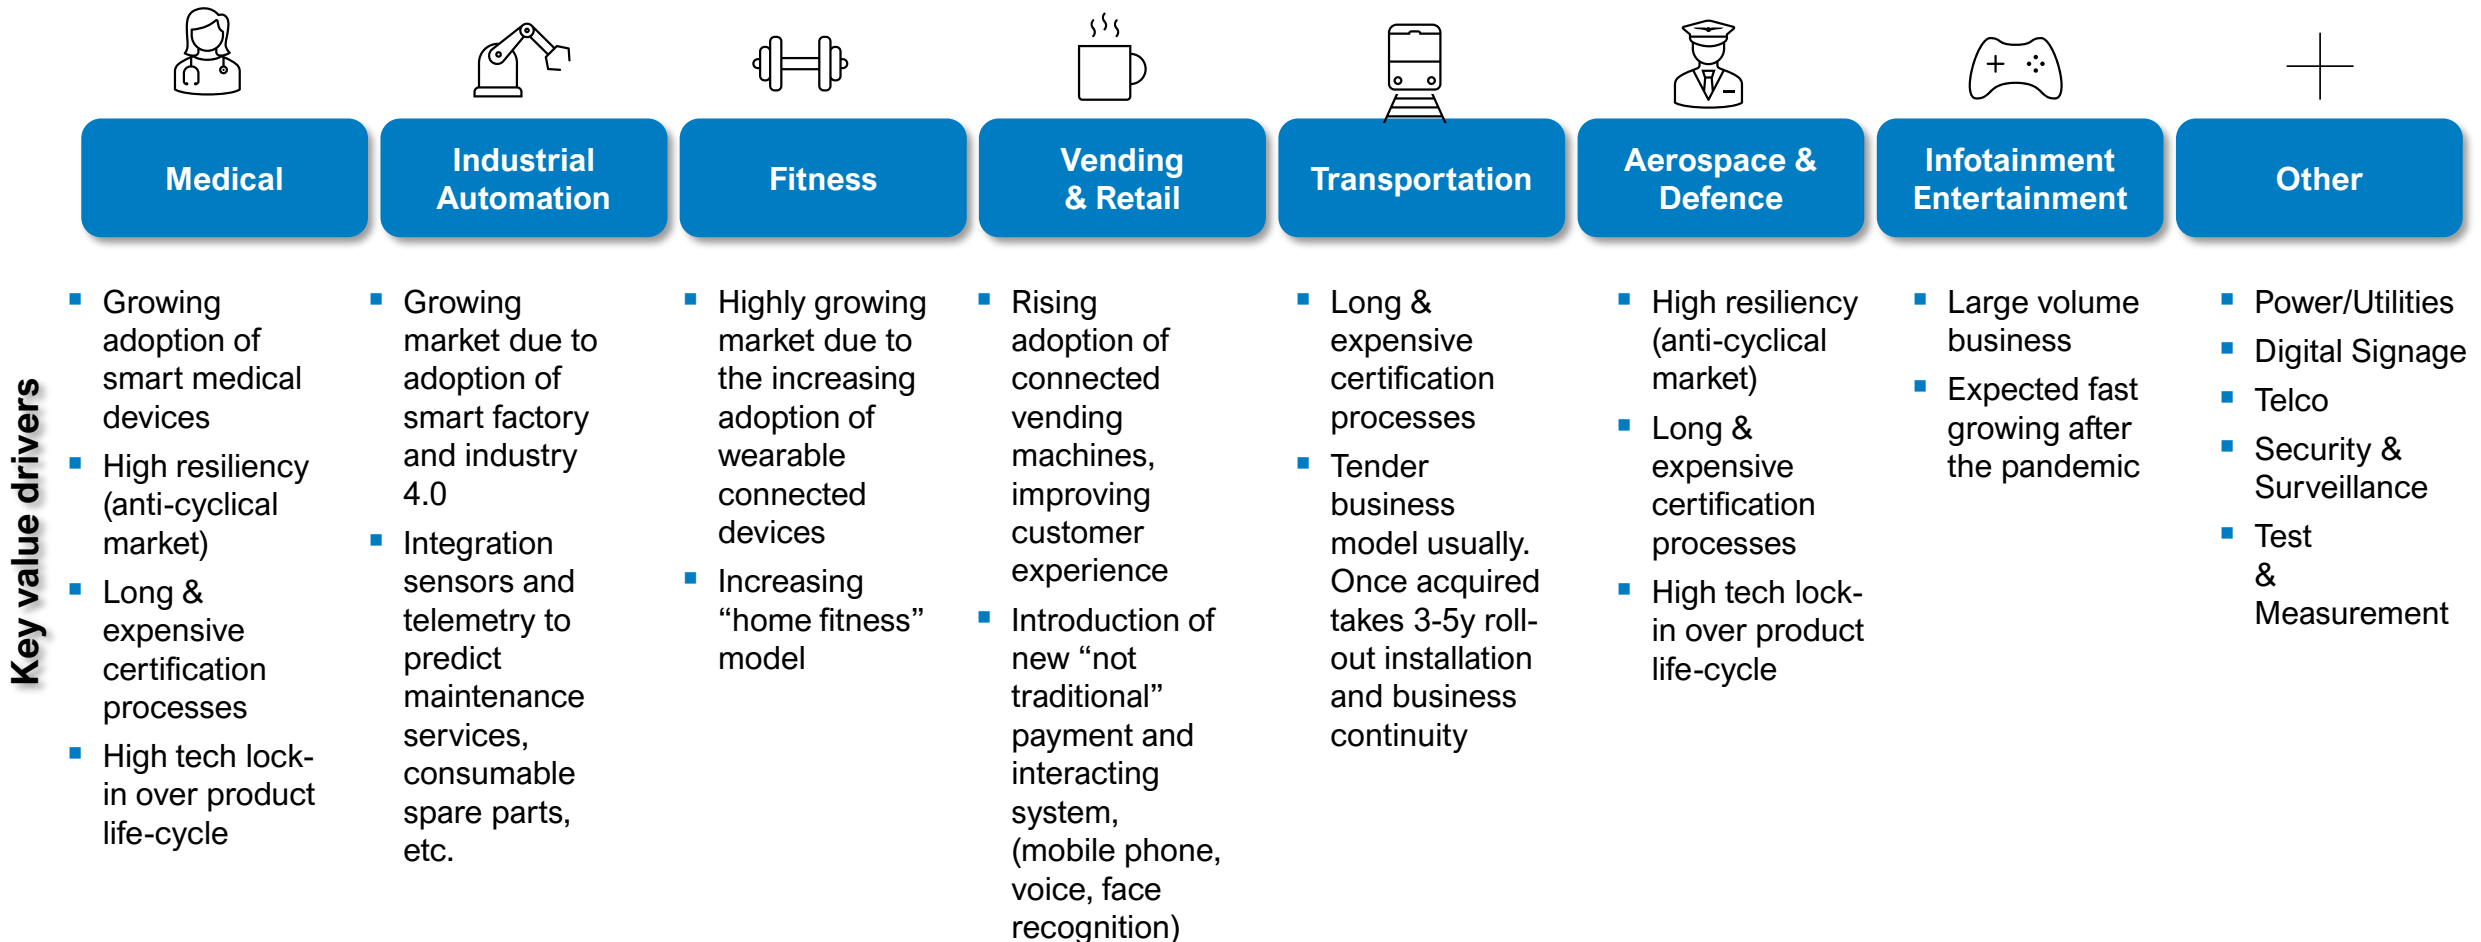 Medical
Industrial
Automation
Fitness
Vending
& Retail
Transportation
Aerospace &
Defence
Infotainment
Entertainment
Other
Key value drivers
Growing
adoption of
smart medical
devices
High resiliency
(anti-cyclical
market)
Long &
expensive
certification
processes
High tech lock-
in over product
life-cycle
Growing
market due to
adoption of
smart factory
and industry
4.0
Integration
sensors and
telemetry to
predict
maintenance
services,
consumable
spare parts,
etc.
Highly growing
market due to
the increasing
adoption of
wearable
connected
devices
Increasing
“home fitness”
model
Rising
adoption of
connected
vending
machines,
improving
customer
experience
Introduction of
new “not
traditional”
payment and
interacting
system,
(mobile phone,
voice, face
recognition)
Long &
expensive
certification
processes
Tender
business
model usually.
Once acquired
takes 3-5y roll-
out installation
and business
continuity
High resiliency
(anti-cyclical
market)
Long &
expensive
certification
processes
High tech lock-
in over product
life-cycle
Large volume
business
Expected fast
growing after
the pandemic
Power/Utilities
Digital Signage
Telco
Security &
Surveillance
Test
&
Measurement